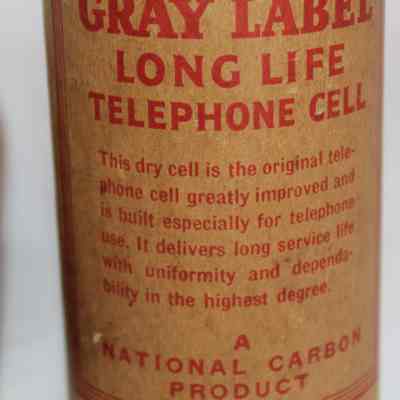 GRAY LABEL
LONG LIFE
TELEPHONE CELL
This dry cell is the original tele-
phone cell greatly improved and
is built especially for telephone
use. It delivers long service life
with uniformity and dependa-
bility in the highest degree.
A
NATIONAL CARBON
PRODUCT